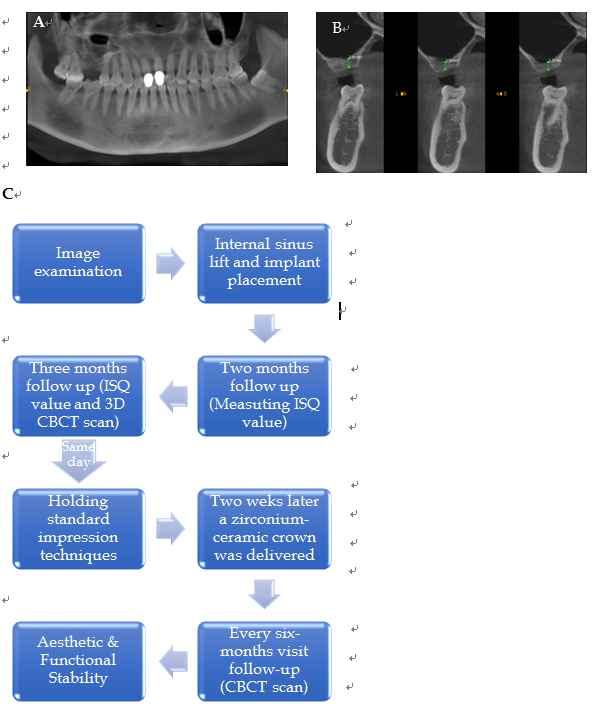 A
B
C
Image
examination
Internal sinus
lift and implant
placement
Three months
follow up (ISQ
value and 3D
CBCT scan)
Two months
follow up
(Measuting ISQ
value)
Same
day
Holding
standard
impression
techniques
Two weks later
a zirconium-
ceramic crown
was delivered
Aesthetic &
Functional
Stability
Every six-
months visit
follow-up
(CBCT scan)